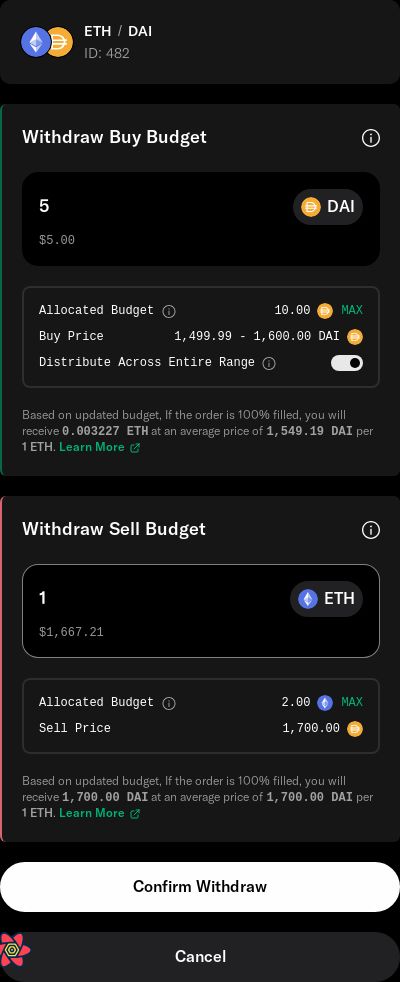 ETH / DAI
ID: 482
Withdraw Buy Budget
5 DAI
$5.00
Allocated Budget 10.00 MAX
Buy Price 1,499.99 - 1,600.00 DAI
Distribute Across Entire Range
Based on updated budget, If the order is 100% filled, you will
receive 0.003227 ETH at an average price of 1,549.19 DAI per
1 ETH. Learn More
Withdraw Sell Budget
1 ETH
$1,667.21
Allocated Budget 2.00 MAX
Sell Price 1,700.00
Based on updated budget, If the order is 100% filled, you will
receive 1,700.00 DAI at an average price of 1,700.00 DAI per
1 ETH. Learn More
Confirm Withdraw
Cancel